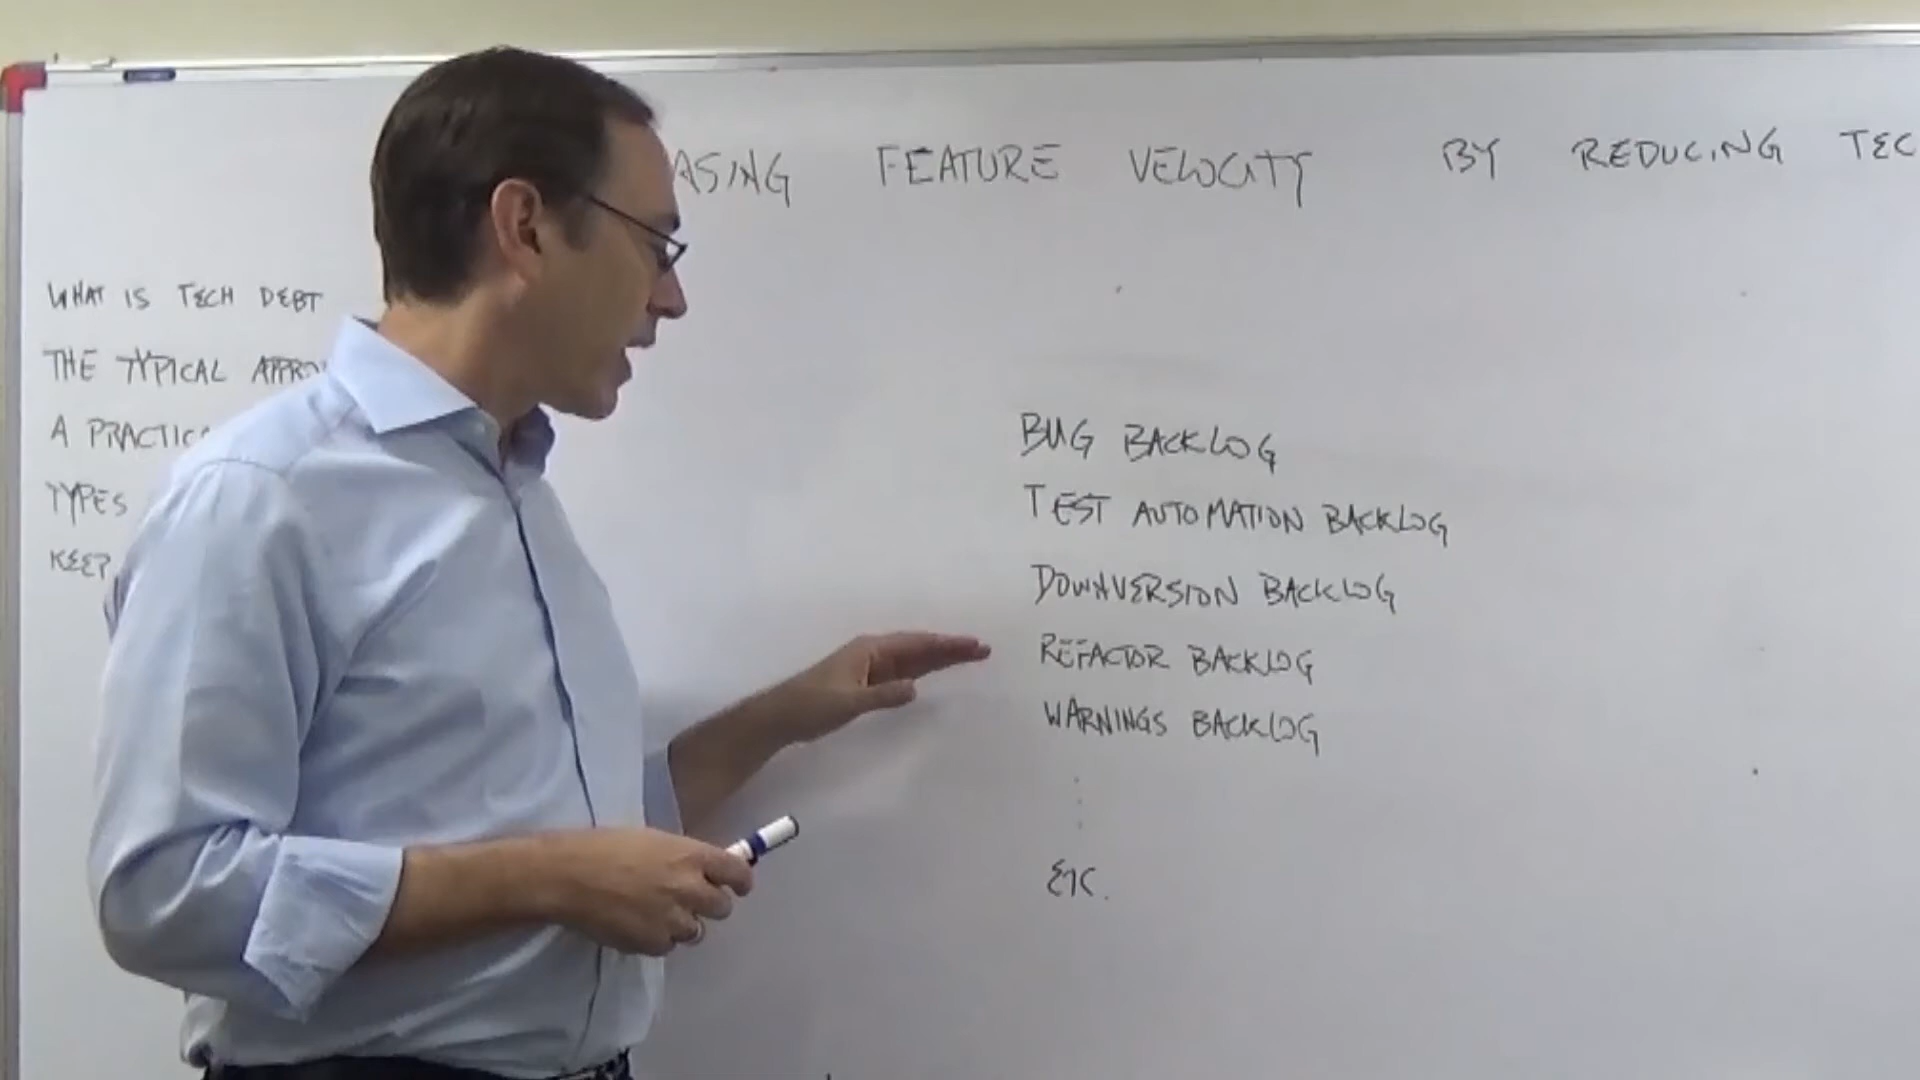 ASING FEATURE VELOCITY BY REDUCING TEC
WHAT IS TECH DEBT
THE TYPICAL APPRO
A PRACTIC
TYPES
KEEP
BUG BACKLOG
TEST AUTOMATION BACKLOG
DOWNVERSION BACKLOG
REFACTOR BACKLOG
WARNINGS BACKLOG
ETC.